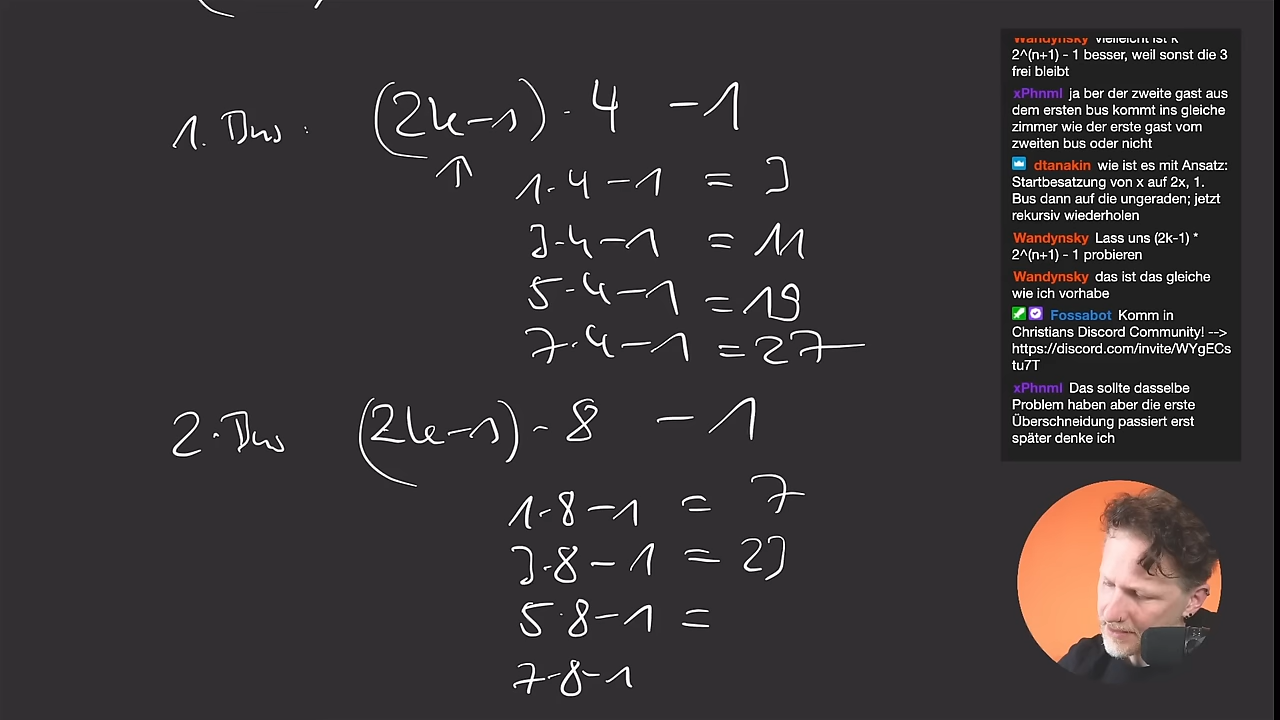 1. Bus: (2k-1) · 4 - 1
↑
1·4-1 = 3
3·4-1 = 11
5·4-1 = 19
7·4-1 = 27
2. Bus (2k-1) · 8 - 1
1·8-1 = 7
3·8-1 = 23
5·8-1 =
7·8-1
Wandynsky vielleicht ist k
2^(n+1) - 1 besser, weil sonst die 3
frei bleibt
xPhnml ja ber der zweite gast aus
dem ersten bus kommt ins gleiche
zimmer wie der erste gast vom
zweiten bus oder nicht
dtanakin wie ist es mit Ansatz:
Startbesatzung von x auf 2x, 1.
Bus dann auf die ungeraden; jetzt
rekursiv wiederholen
Wandynsky Lass uns (2k-1) *
2^(n+1) - 1 probieren
Wandynsky das ist das gleiche
wie ich vorhabe
Fossabot Komm in
Christians Discord Community! -->
https://discord.com/invite/WYgECs
tu7T
xPhnml Das sollte dasselbe
Problem haben aber die erste
Überschneidung passiert erst
später denke ich